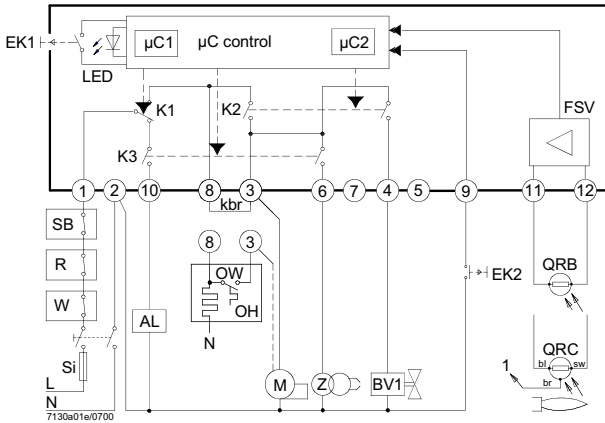 EK1
LED
µC1
µC control
µC2
K1
K2
FSV
K3
1
2
10
8
3
6
7
4
5
9
11
12
kbr
SB
R
W
Si
L
N
8
3
OW
OH
N
AL
M
Z
BV1
EK2
QRB
QRC
bl
sw
br
1
7130a01e/0700